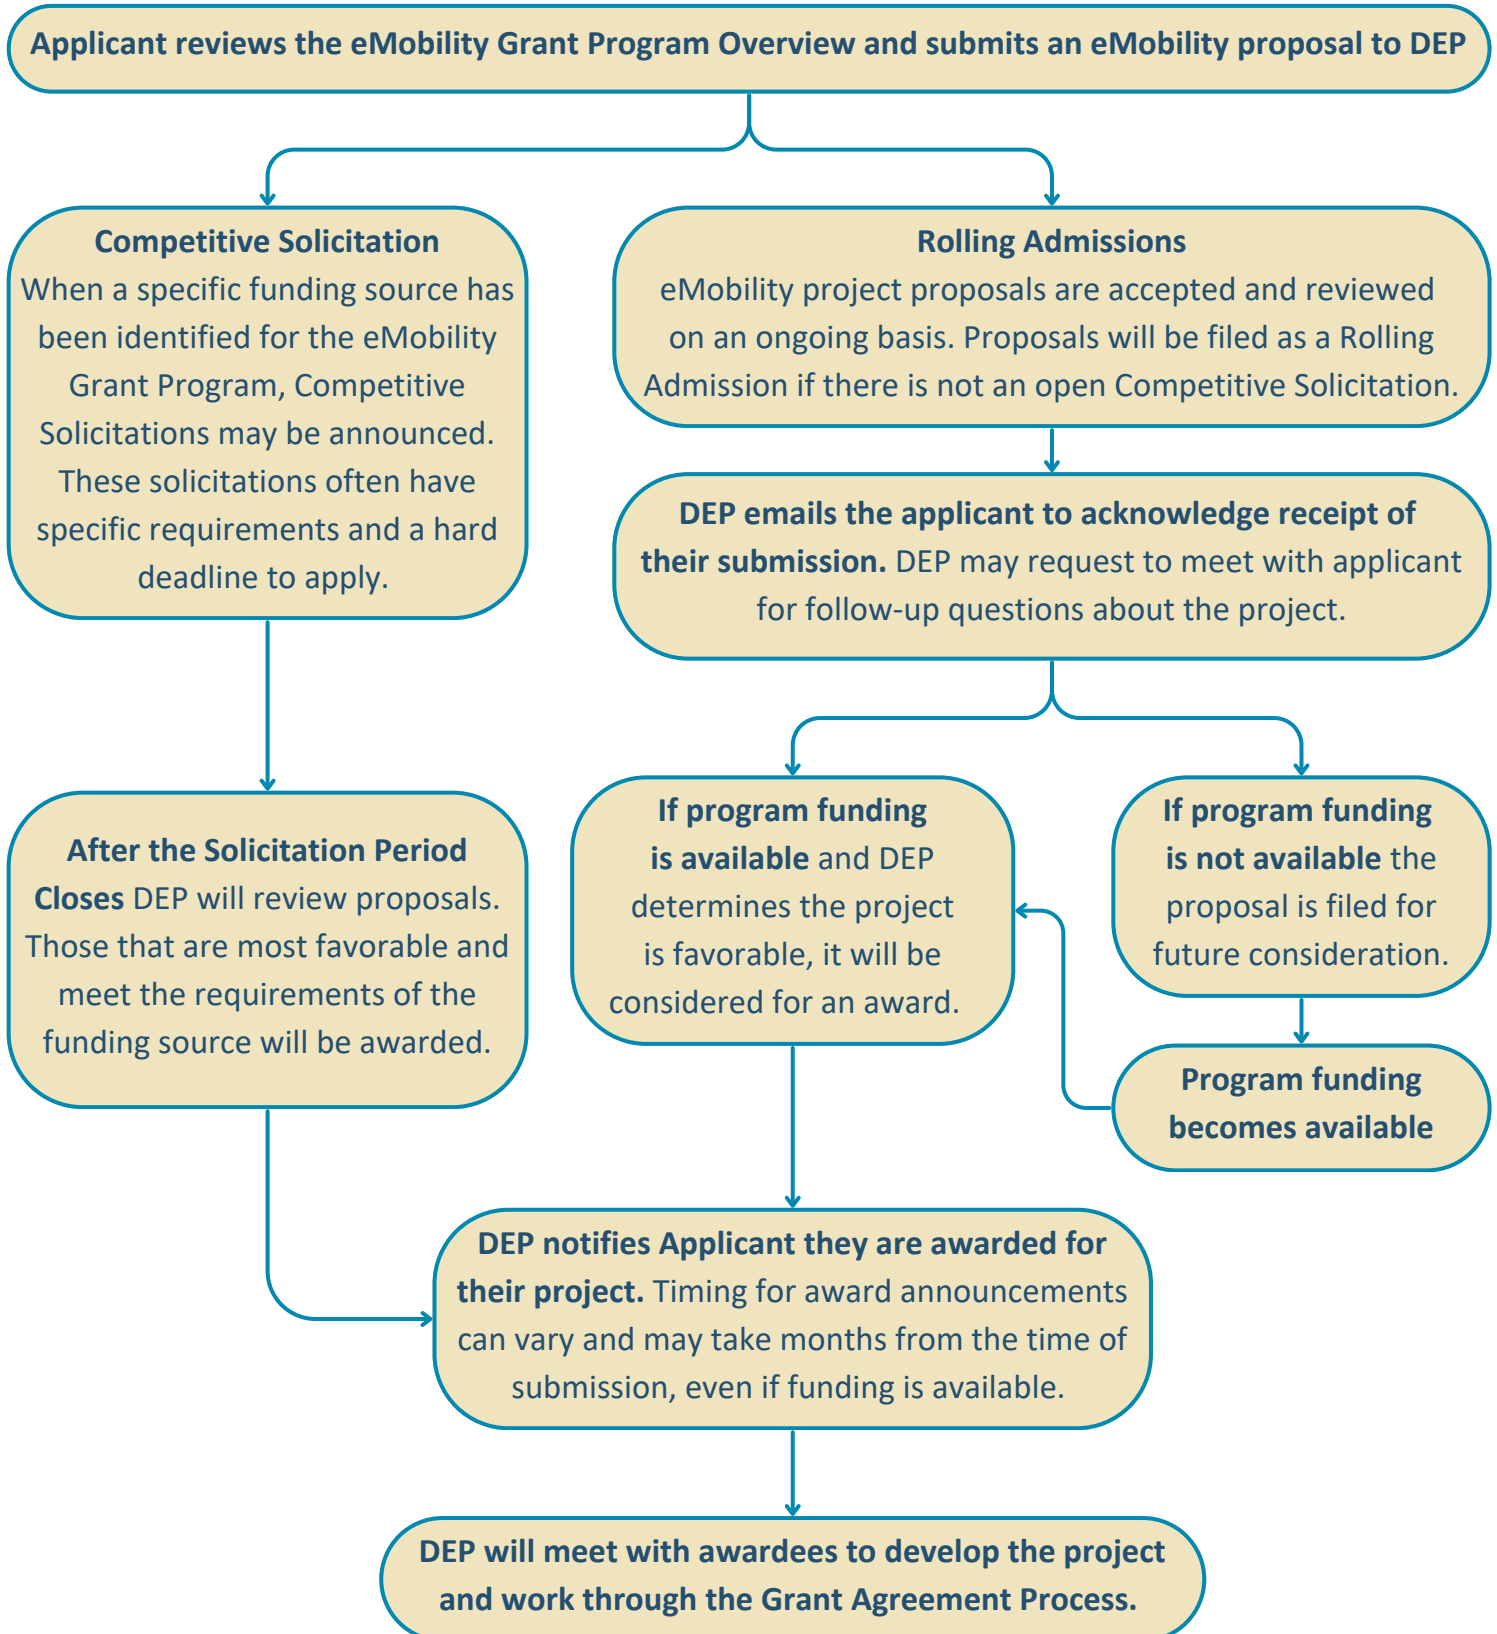 Applicant reviews the eMobility Grant Program Overview and submits an eMobility proposal to DEP
Competitive Solicitation
When a specific funding source has
been identified for the eMobility
Grant Program, Competitive
Solicitations may be announced.
These solicitations often have
specific requirements and a hard
deadline to apply.
Rolling Admissions
eMobility project proposals are accepted and reviewed
on an ongoing basis. Proposals will be filed as a Rolling
Admission if there is not an open Competitive Solicitation.
DEP emails the applicant to acknowledge receipt of
their submission. DEP may request to meet with applicant
for follow-up questions about the project.
After the Solicitation Period
Closes DEP will review proposals.
Those that are most favorable and
meet the requirements of the
funding source will be awarded.
If program funding
is available and DEP
determines the project
is favorable, it will be
considered for an award.
If program funding
is not available the
proposal is filed for
future consideration.
Program funding
becomes available
DEP notifies Applicant they are awarded for
their project. Timing for award announcements
can vary and may take months from the time of
submission, even if funding is available.
DEP will meet with awardees to develop the project
and work through the Grant Agreement Process.